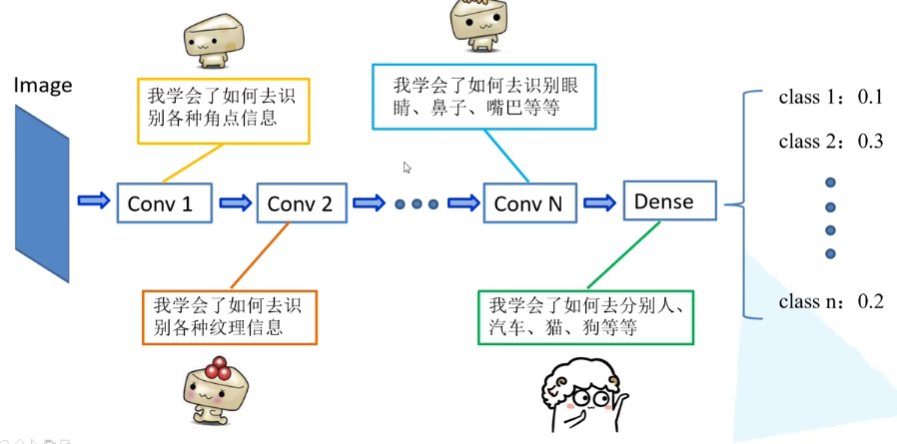 Image
我学会了如何去识
别各种角点信息
我学会了如何去识别眼
睛、鼻子、嘴巴等等
class 1：0.1
class 2：0.3
Conv 1
Conv 2
Conv N
Dense
我学会了如何去识
别各种纹理信息
我学会了如何去分别人、
汽车、猫、狗等等
class n：0.2